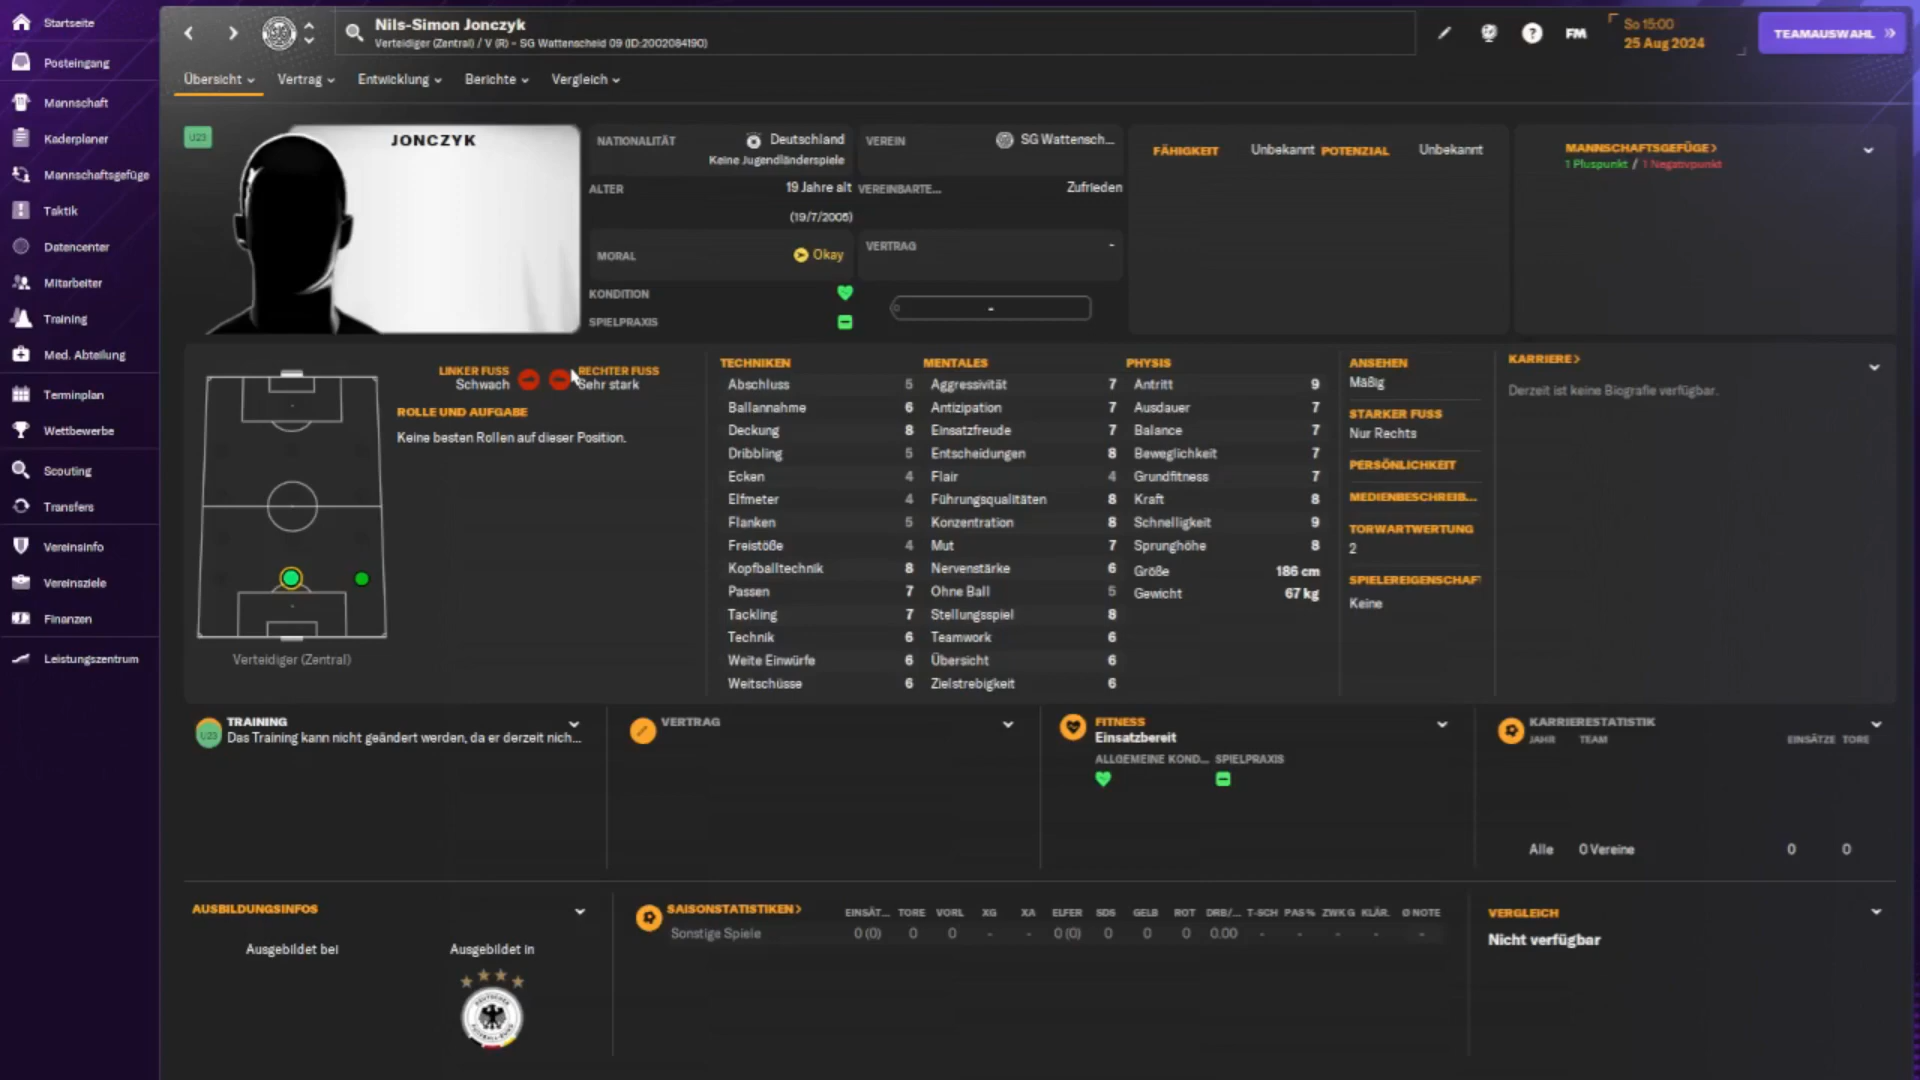 Startseite
Posteingang
Mannschaft
Kaderplaner
Mannschaftsgefüge
Taktik
Datencenter
Mitarbeiter
Training
Med. Abteilung
Terminplan
Wettbewerbe
Scouting
Transfers
Vereinsinfo
Vereinsziele
Finanzen
Leistungszentrum
Nils-Simon Jonczyk
Verteidiger (Zentral) / V (R) - SG Wattenscheid 09 (ID:2002084190)
FM
So 15:00
25 Aug 2024
TEAMAUSWAHL
Übersicht Vertrag Entwicklung Berichte Vergleich
U23
JONCZYK
NATIONALITÄT Deutschland
Keine Jugendländerspiele
ALTER 19 Jahre alt
(19/7/2005)
MORAL Okay
KONDITION
SPIELPRAXIS
VEREIN SG Wattensch...
VEREINBARTE... Zufrieden
VERTRAG -
-
FÄHIGKEIT Unbekannt POTENZIAL Unbekannt
MANNSCHAFTSGEFÜGE>
1 Pluspunkt / 1 Negativpunkt
LINKER FUSS RECHTER FUSS
Schwach Sehr stark
ROLLE UND AUFGABE
Keine besten Rollen auf dieser Position.
Verteidiger (Zentral)
TECHNIKEN
Abschluss 5
Ballannahme 6
Deckung 8
Dribbling 5
Ecken 4
Elfmeter 4
Flanken 5
Freistöße 4
Kopfballtechnik 8
Passen 7
Tackling 7
Technik 6
Weite Einwürfe 6
Weitschüsse 6
MENTALES
Aggressivität 7
Antizipation 7
Einsatzfreude 7
Entscheidungen 8
Flair 4
Führungsqualitäten 8
Konzentration 8
Mut 7
Nervenstärke 6
Ohne Ball 5
Stellungsspiel 8
Teamwork 6
Übersicht 6
Zielstrebigkeit 6
PHYSIS
Antritt 9
Ausdauer 7
Balance 7
Beweglichkeit 7
Grundfitness 7
Kraft 8
Schnelligkeit 9
Sprunghöhe 8
Größe 186 cm
Gewicht 67 kg
ANSEHEN
Mäßig
STARKER FUSS
Nur Rechts
PERSÖNLICHKEIT
MEDIENBESCHREIB...
TORWARTWERTUNG
2
SPIELEREIGENSCHAFT
Keine
KARRIERE>
Derzeit ist keine Biografie verfügbar.
U23
TRAINING
Das Training kann nicht geändert werden, da er derzeit nich...
VERTRAG
FITNESS
Einsatzbereit
ALLGEMEINE KOND... SPIELPRAXIS
KARRIERESTATISTIK
JAHR TEAM EINSÄTZE TORE
Alle 0 Vereine 0 0
AUSBILDUNGSINFOS
Ausgebildet bei Ausgebildet in
SAISONSTATISTIKEN> EINSÄT... TORE VORL XG XA ELFER SDS GELB ROT DRB/... T-SCH PAS% ZWK G KLÄR. Ø NOTE
Sonstige Spiele 0 (0) 0 0 - - 0 (0) 0 0 0 0.00 - - - - -
VERGLEICH
Nicht verfügbar